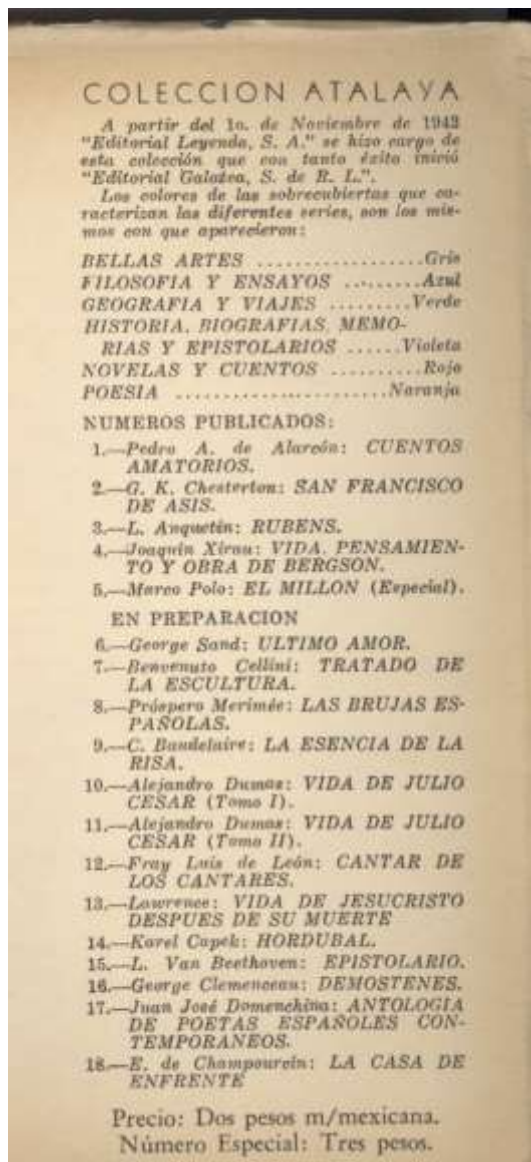 COLECCION ATALAYA
A partir del 1o. de Noviembre de 1943
"Editorial Leyenda, S. A." se hizo cargo de
esta colección que con tanto éxito inició
"Editorial Galatea, S. de R. L.".
Los colores de las sobrecubiertas que ca-
racterizan las diferentes series, son los mis-
mos con que aparecieron:
BELLAS ARTES ..................Gris
FILOSOFIA Y ENSAYOS .........Azul
GEOGRAFIA Y VIAJES .........Verde
HISTORIA, BIOGRAFIAS, MEMO-
RIAS Y EPISTOLARIOS ......Violeta
NOVELAS Y CUENTOS ..........Rojo
POESIA .......................Naranja
NUMEROS PUBLICADOS:
1.—Pedro A. de Alarcón: CUENTOS
AMATORIOS.
2.—G. K. Chesterton: SAN FRANCISCO
DE ASIS.
3.—L. Anquetin: RUBENS.
4.—Joaquín Xirau: VIDA, PENSAMIEN-
TO Y OBRA DE BERGSON.
5.—Marco Polo: EL MILLON (Especial).
EN PREPARACION
6.—George Sand: ULTIMO AMOR.
7.—Benvenuto Cellini: TRATADO DE
LA ESCULTURA.
8.—Próspero Merimée: LAS BRUJAS ES-
PAÑOLAS.
9.—C. Baudelaire: LA ESENCIA DE LA
RISA.
10.—Alejandro Dumas: VIDA DE JULIO
CESAR (Tomo I).
11.—Alejandro Dumas: VIDA DE JULIO
CESAR (Tomo II).
12.—Fray Luis de León: CANTAR DE
LOS CANTARES.
13.—Lawrence: VIDA DE JESUCRISTO
DESPUES DE SU MUERTE
14.—Karel Capek: HORDUBAL.
15.—L. Van Beethoven: EPISTOLARIO.
16.—George Clemenceau: DEMOSTENES.
17.—Juan José Domenchina: ANTOLOGIA
DE POETAS ESPAÑOLES CON-
TEMPORANEOS.
18.—E. de Champourcin: LA CASA DE
ENFRENTE
Precio: Dos pesos m/mexicana.
Número Especial: Tres pesos.